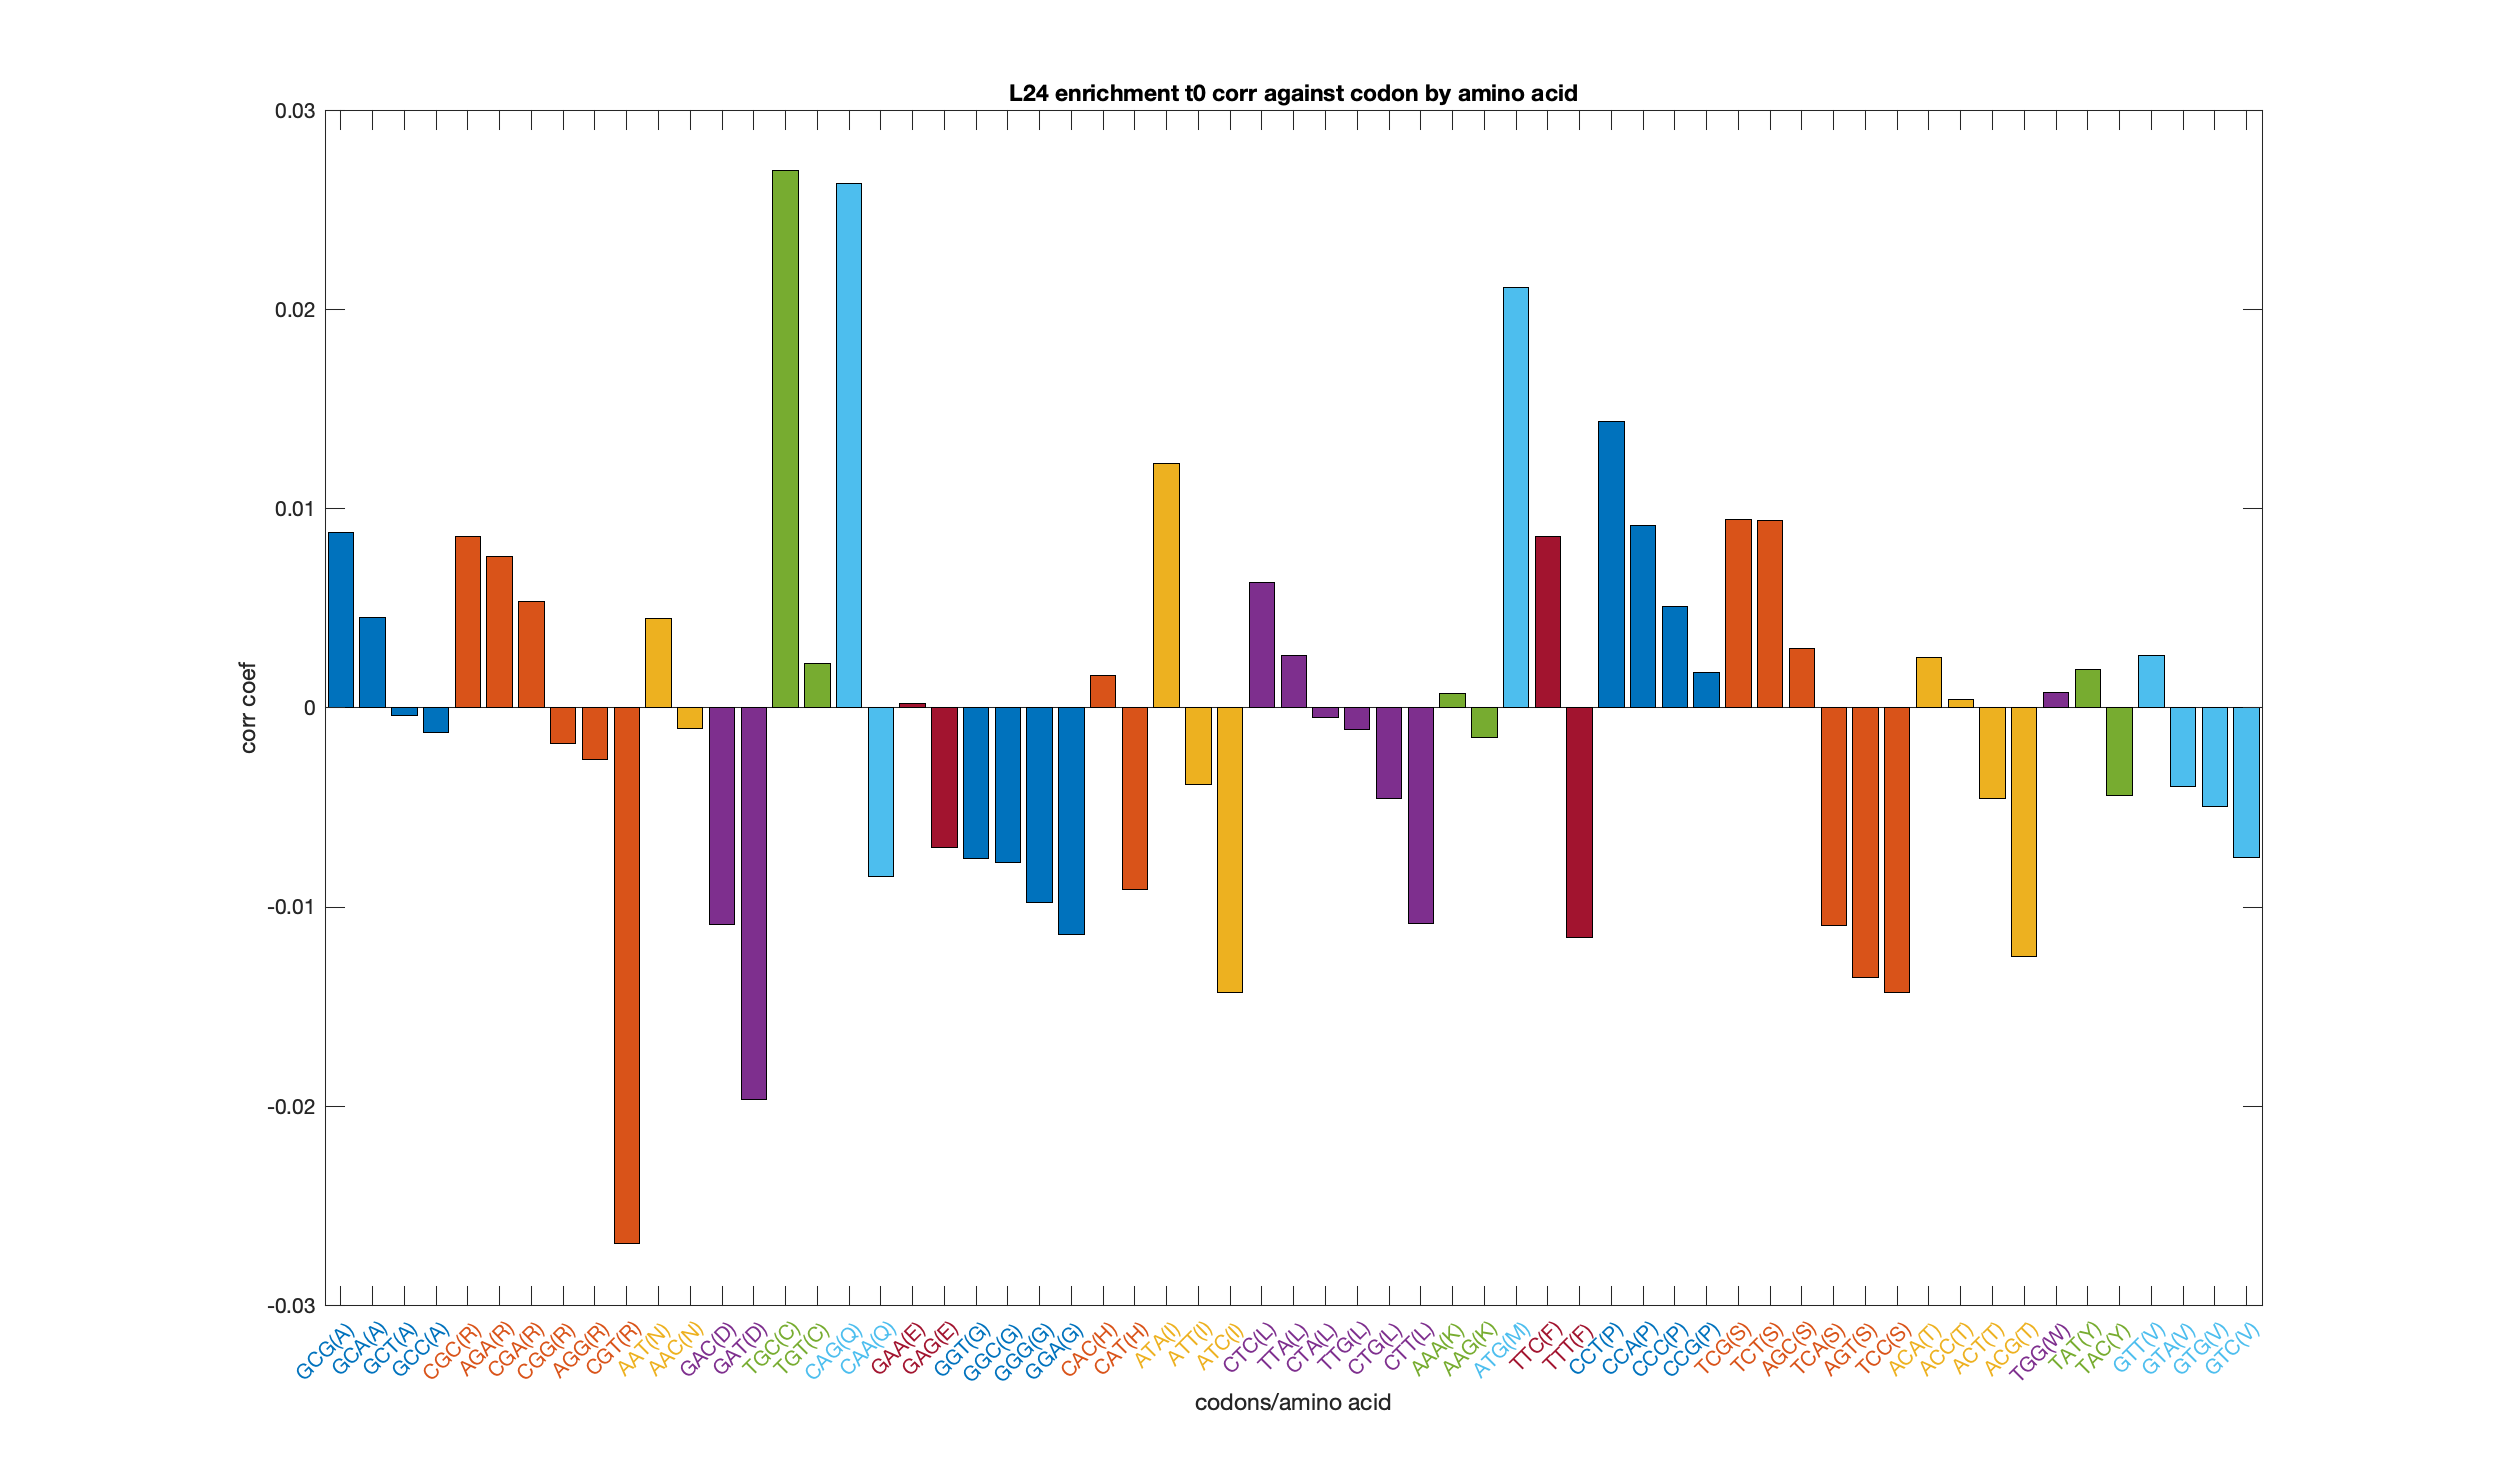 L24 enrichment t0 corr against codon by amino acid
0.03
0.02
0.01
0
-0.01
-0.02
-0.03
corr coef
GCG(A)
GCA(A)
GCT(A)
GCC(A)
CGC(R)
AGA(R)
CGA(R)
CGG(R)
AGG(R)
CGT(R)
AAT(N)
AAC(N)
GAC(D)
GAT(D)
TGC(C)
TGT(C)
CAG(Q)
CAA(Q)
GAA(E)
GAG(E)
GGT(G)
GGC(G)
GGG(G)
GGA(G)
CAC(H)
CAT(H)
ATA(I)
ATT(I)
ATC(I)
CTC(L)
TTA(L)
CTA(L)
TTG(L)
CTG(L)
CTT(L)
AAA(K)
AAG(K)
ATG(M)
TTC(F)
TTT(F)
CCT(P)
CCA(P)
CCC(P)
CCG(P)
TCG(S)
TCT(S)
AGC(S)
TCA(S)
AGT(S)
TCC(S)
ACA(T)
ACC(T)
ACT(T)
ACG(T)
TGG(W)
TAT(Y)
TAC(Y)
GTT(V)
GTA(V)
GTG(V)
GTC(V)
codons/amino acid